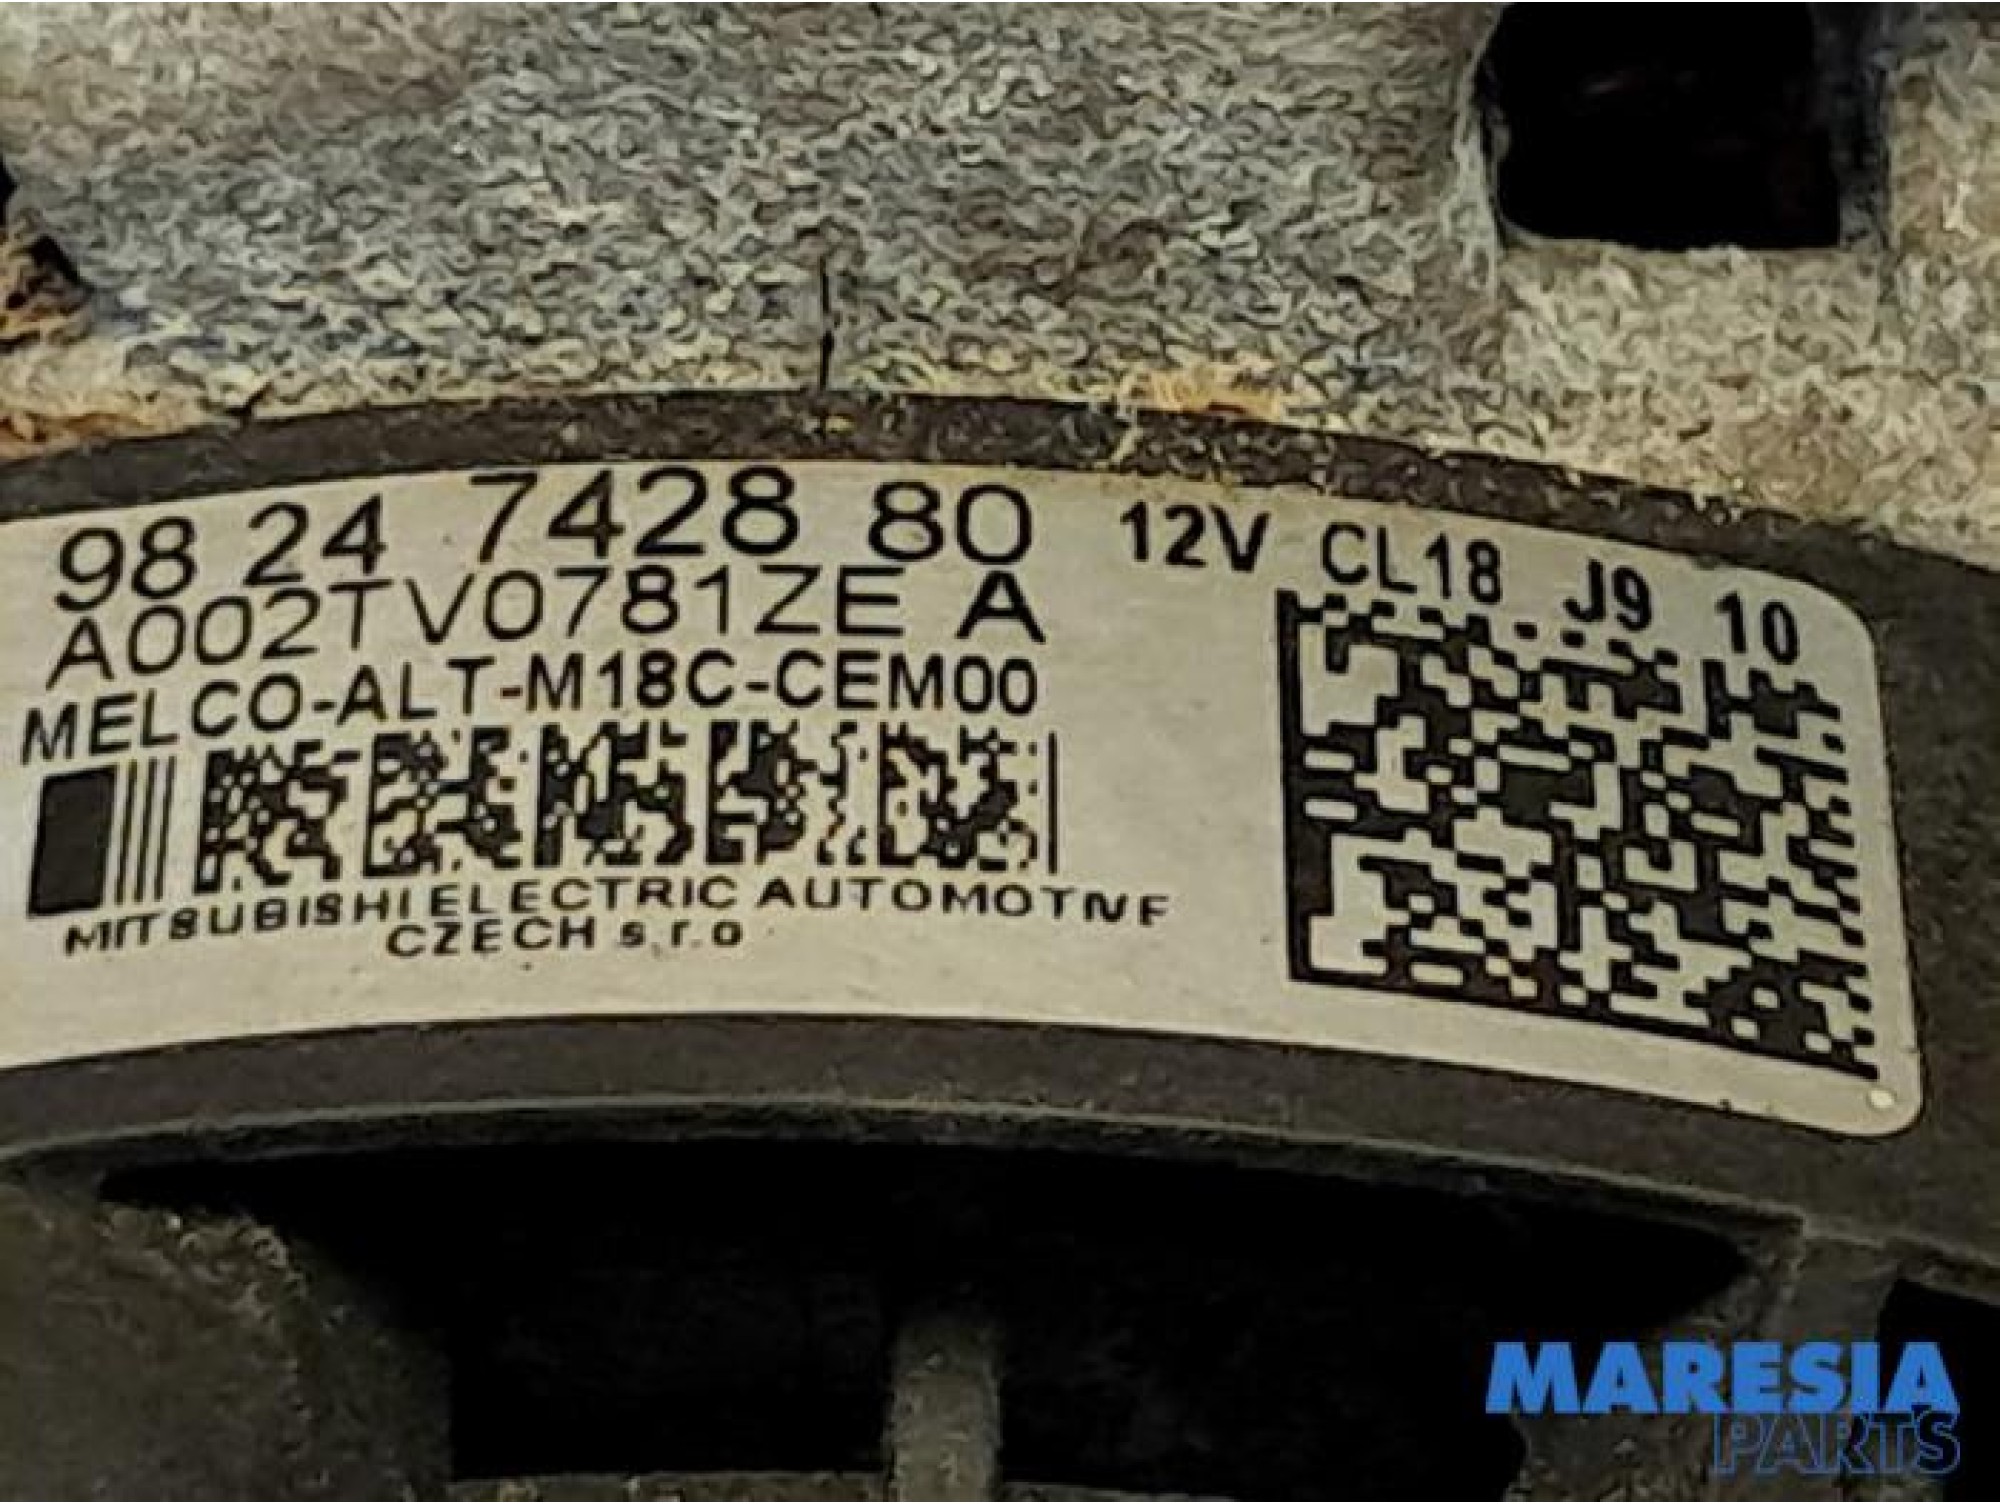 98 24 7428 80 12V CL18 J9 10
A002TV0781ZE A
MELCO-ALT-M18C-CEM00
MITSUBISHI ELECTRIC AUTOMOTIVE
CZECH s.r.o
MARESIA
PARTS